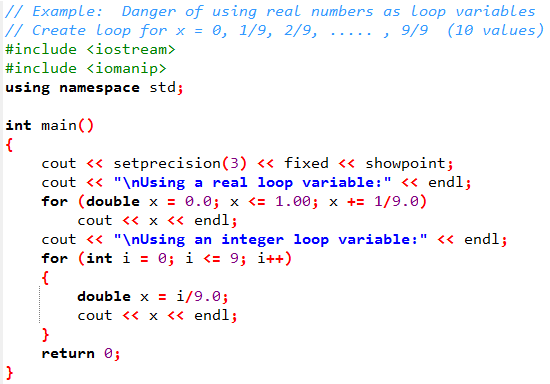 // Example:  Danger of using real numbers as loop variables
// Create loop for x = 0, 1/9, 2/9, ..... , 9/9  (10 values)
#include <iostream>
#include <iomanip>
using namespace std;

int main()
{
    cout << setprecision(3) << fixed << showpoint;
    cout << "\nUsing a real loop variable:" << endl;
    for (double x = 0.0; x <= 1.00; x += 1/9.0)
        cout << x << endl;
    cout << "\nUsing an integer loop variable:" << endl;
    for (int i = 0; i <= 9; i++)
    {
        double x = i/9.0;
        cout << x << endl;
    }
    return 0;
}